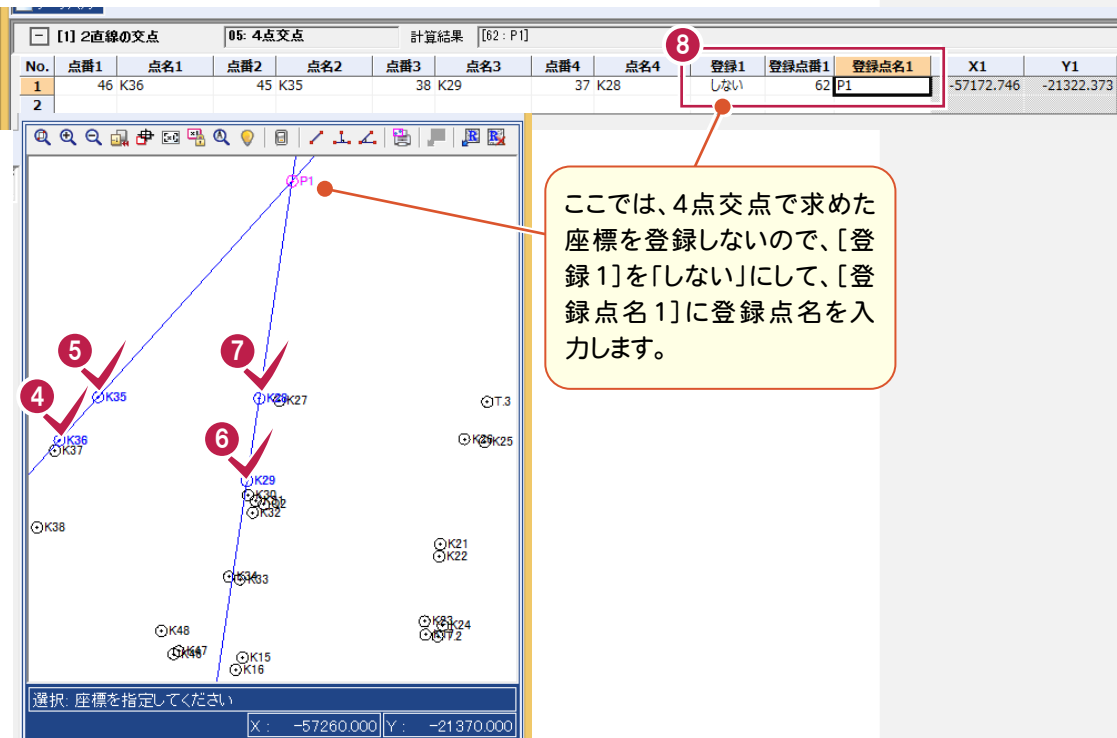 [1] 2直線の交点 05: 4点交点 計算結果 [62 : P1]
8
No. 点番1 点名1 点番2 点名2 点番3 点名3 点番4 点名4 登録1 登録点番1 登録点名1 X1 Y1
1 46 K36 45 K35 38 K29 37 K28 しない 62 P1 -57172.746 -21322.373
2
P1
ここでは、4点交点で求めた
座標を登録しないので、[登
録1]を「しない」にして、[登
録点名1]に登録点名を入
力します。
5
7
4
K35
K28
K27
T.3
6
K36
K37
K26
K25
K29
K30
K32
K38
K21
K22
K34
K33
K23
K24
T.2
K48
K47
K15
K16
選択: 座標を指定してください
X : -57260.000 Y : -21370.000